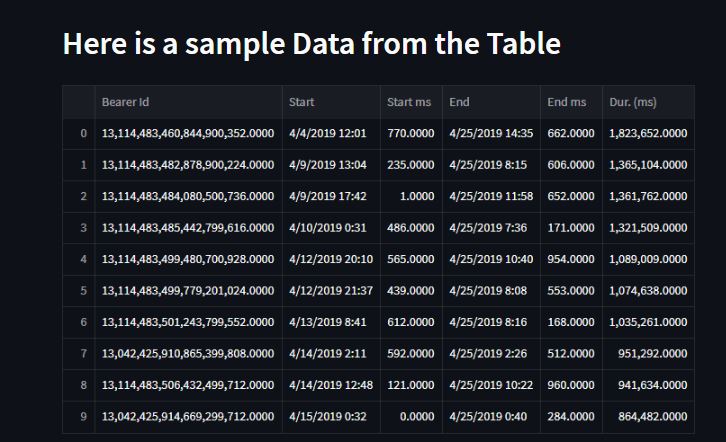 Here is a sample Data from the Table
Bearer Id Start Start ms End End ms Dur. (ms)
0 13,114,483,460,844,900,352.0000 4/4/2019 12:01 770.0000 4/25/2019 14:35 662.0000 1,823,652.0000
1 13,114,483,482,878,900,224.0000 4/9/2019 13:04 235.0000 4/25/2019 8:15 606.0000 1,365,104.0000
2 13,114,483,484,080,500,736.0000 4/9/2019 17:42 1.0000 4/25/2019 11:58 652.0000 1,361,762.0000
3 13,114,483,485,442,799,616.0000 4/10/2019 0:31 486.0000 4/25/2019 7:36 171.0000 1,321,509.0000
4 13,114,483,499,480,700,928.0000 4/12/2019 20:10 565.0000 4/25/2019 10:40 954.0000 1,089,009.0000
5 13,114,483,499,779,201,024.0000 4/12/2019 21:37 439.0000 4/25/2019 8:08 553.0000 1,074,638.0000
6 13,114,483,501,243,799,552.0000 4/13/2019 8:41 612.0000 4/25/2019 8:16 168.0000 1,035,261.0000
7 13,042,425,910,865,399,808.0000 4/14/2019 2:11 592.0000 4/25/2019 2:26 512.0000 951,292.0000
8 13,114,483,506,432,499,712.0000 4/14/2019 12:48 121.0000 4/25/2019 10:22 960.0000 941,634.0000
9 13,042,425,914,669,299,712.0000 4/15/2019 0:32 0.0000 4/25/2019 0:40 284.0000 864,482.0000